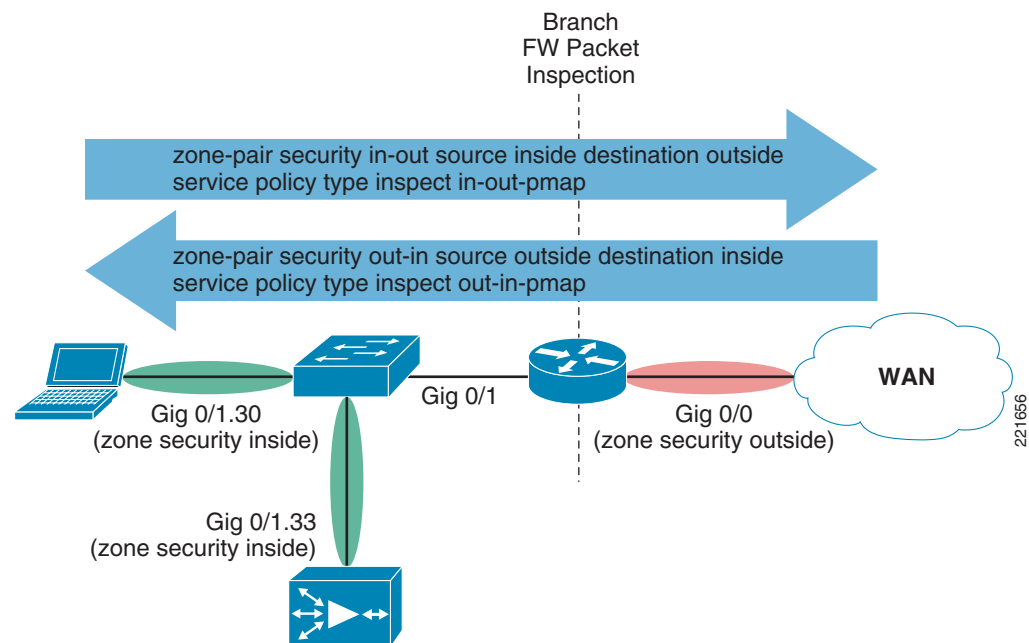 Branch
FW Packet
Inspection
zone-pair security in-out source inside destination outside
service policy type inspect in-out-pmap
zone-pair security out-in source outside destination inside
service policy type inspect out-in-pmap
Gig 0/1
WAN
Gig 0/1.30
(zone security inside)
Gig 0/0
(zone security outside)
221656
Gig 0/1.33
(zone security inside)